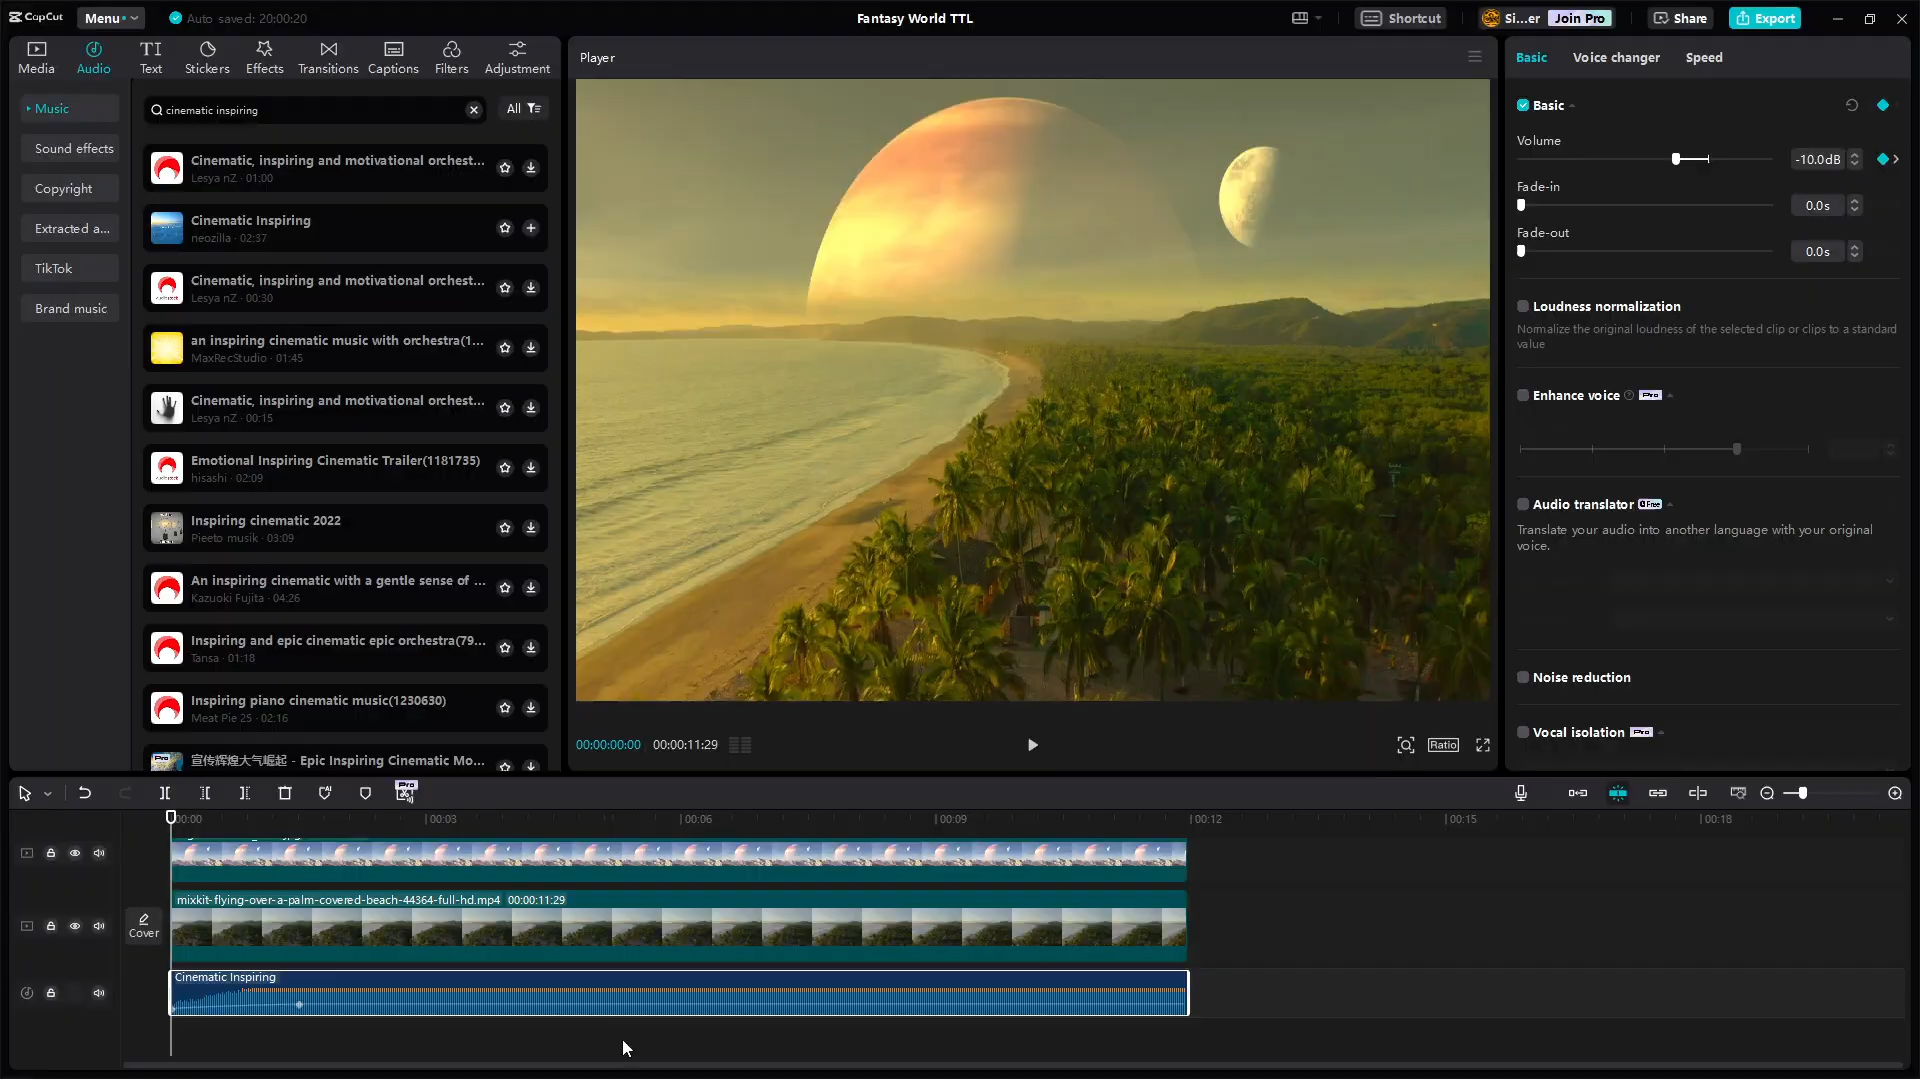 CapCut
Menu
Auto saved: 20:00:20
Fantasy World TTL
Shortcut
Si...er
Join Pro
Share
Export
Media
Audio
TI
Text
Stickers
Effects
Transitions
Captions
Filters
Adjustment
Music
Sound effects
Copyright
Extracted a...
TikTok
Brand music
cinematic inspiring
All
Cinematic, inspiring and motivational orchest...
Lesya nZ · 01:00
Cinematic Inspiring
neozilla · 02:37
Cinematic, inspiring and motivational orchest...
Lesya nZ · 00:30
an inspiring cinematic music with orchestra(1...
MaxRecStudio · 01:45
Cinematic, inspiring and motivational orchest...
Lesya nZ · 00:15
Emotional Inspiring Cinematic Trailer(1181735)
hisashi · 02:09
Inspiring cinematic 2022
Pieeto musik · 03:09
An inspiring cinematic with a gentle sense of ...
Kazuoki Fujita · 04:26
Inspiring and epic cinematic epic orchestra(79...
Tansa · 01:18
Inspiring piano cinematic music(1230630)
Meat Pie 25 · 02:16
Pro
宣传辉煌大气崛起 - Epic Inspiring Cinematic Mo...
Player
00:00:00:00
00:00:11:29
Ratio
Basic
Voice changer
Speed
Basic
Volume
-10.0dB
Fade-in
0.0s
Fade-out
0.0s
Loudness normalization
Normalize the original loudness of the selected clip or clips to a standard
value
Enhance voice
Pro
Audio translator
Free
Translate your audio into another language with your original
voice.
Noise reduction
Vocal isolation
Pro
Pro
00:00
00:03
00:06
00:09
00:12
00:15
00:18
Cover
mixkit-flying-over-a-palm-covered-beach-44364-full-hd.mp4 00:00:11:29
Cinematic Inspiring